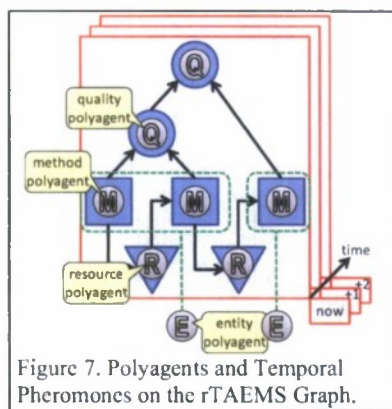 Q
quality
polyagent
Q
method
polyagent
M
M
M
time
R
R
resource
polyagent
+2
+1
now
E
entity
polyagent
E
Figure 7. Polyagents and Temporal
Pheromones on the rTAEMS Graph.